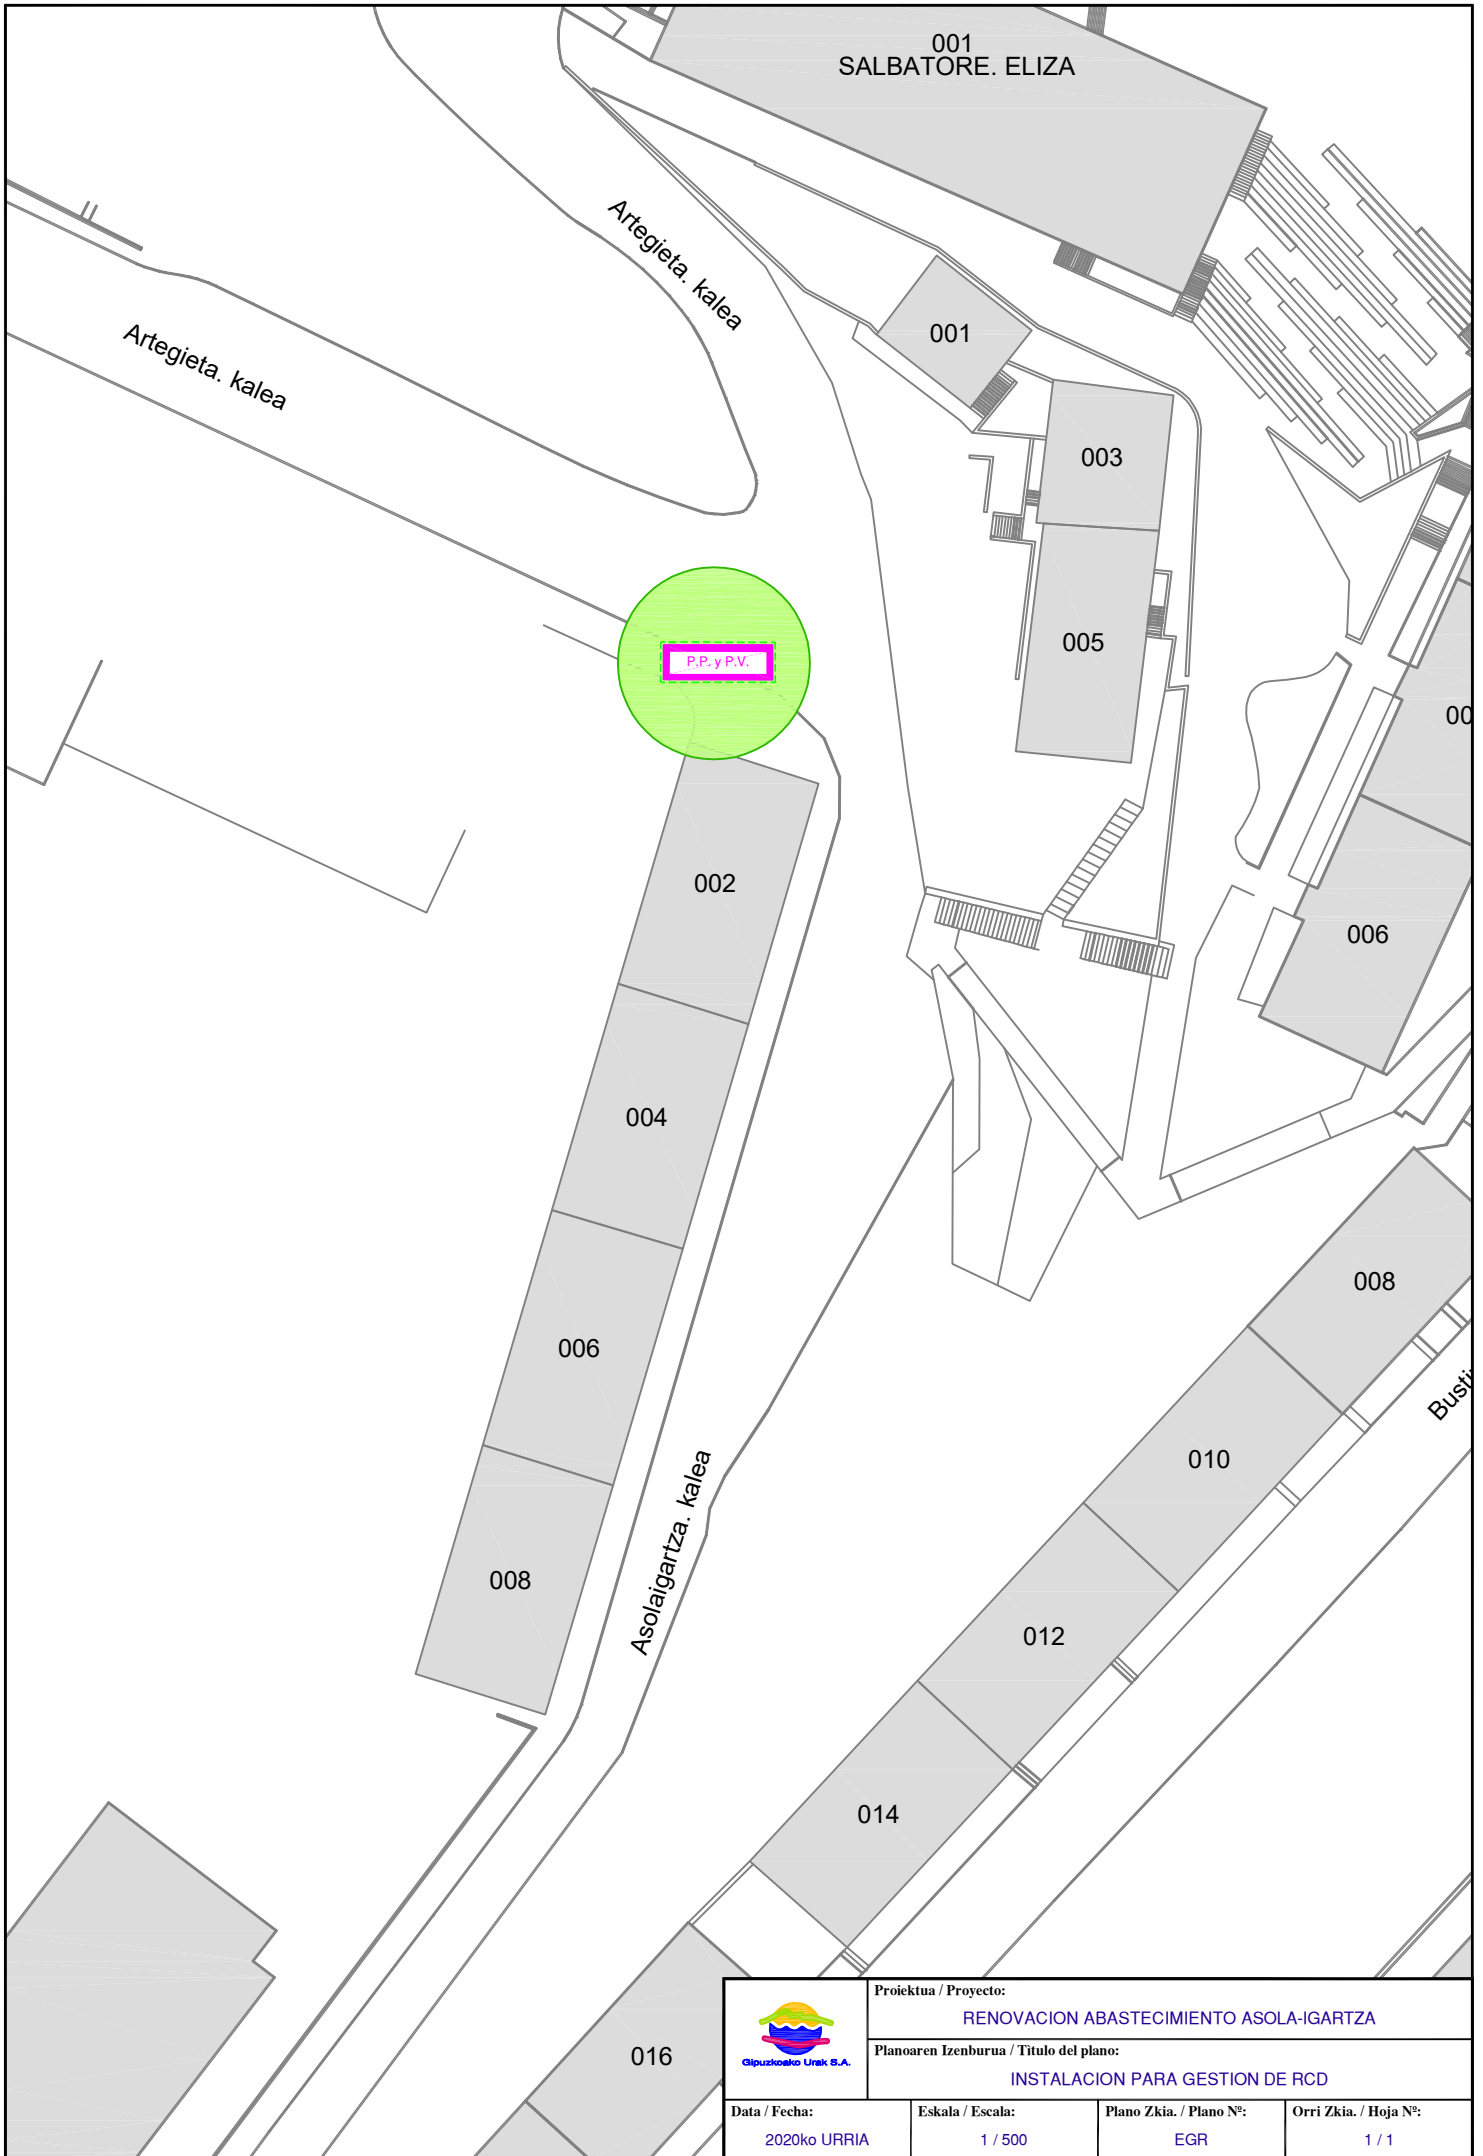 001
SALBATORE. ELIZA
Artegieta. kalea
Artegieta. kalea
001
003
005
P.P. y P.V.
00
002
006
004
006
008
008
010
Busti
Asolaigartza. kalea
012
014
016
Proiektua / Proyecto:
RENOVACION ABASTECIMIENTO ASOLA-IGARTZA
Planoaren Izenburua / Titulo del plano:
INSTALACION PARA GESTION DE RCD
Gipuzkoako Urak S.A.
Data / Fecha:
2020ko URRIA
Eskala / Escala:
1 / 500
Plano Zkia. / Plano Nº:
EGR
Orri Zkia. / Hoja Nº:
1 / 1